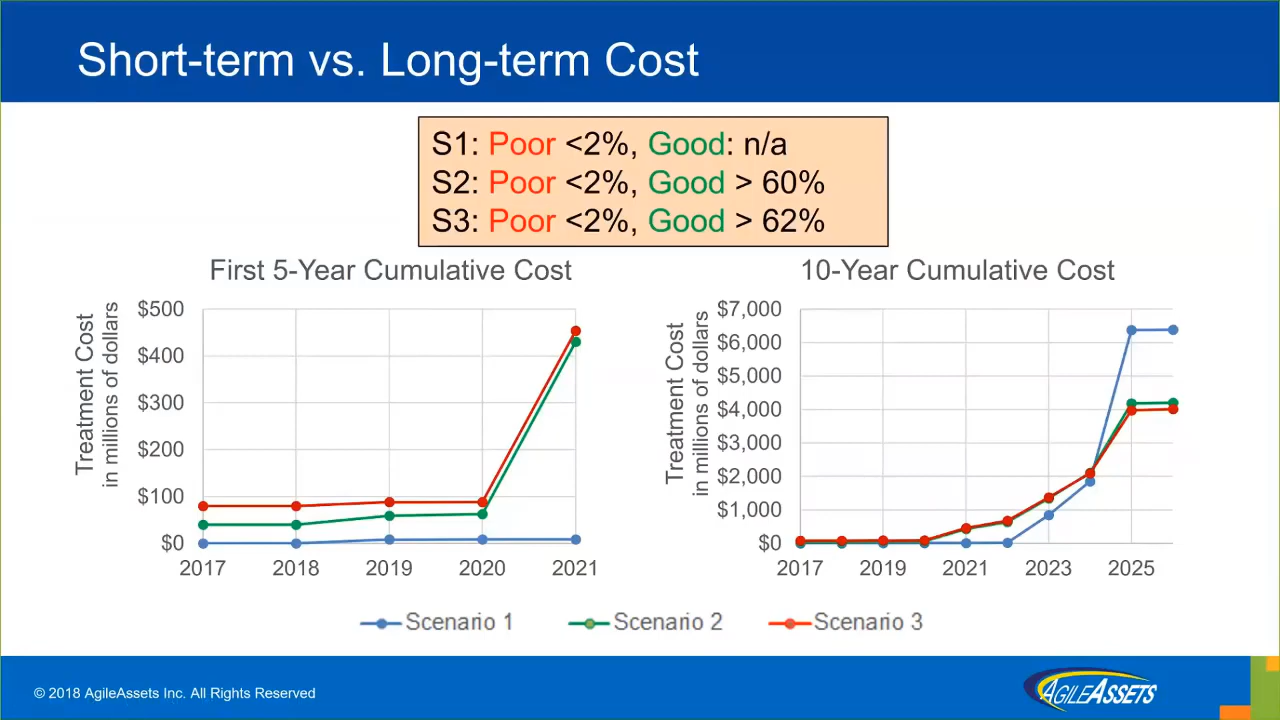 Short-term vs. Long-term Cost
S1: Poor <2%, Good: n/a
S2: Poor <2%, Good > 60%
S3: Poor <2%, Good > 62%
First 5-Year Cumulative Cost
Treatment Cost
in millions of dollars
$500
$400
$300
$200
$100
$0
2017 2018 2019 2020 2021
10-Year Cumulative Cost
Treatment Cost
in millions of dollars
$7,000
$6,000
$5,000
$4,000
$3,000
$2,000
$1,000
$0
2017 2019 2021 2023 2025
Scenario 1 Scenario 2 Scenario 3
© 2018 AgileAssets Inc. All Rights Reserved
AGILEASSETS